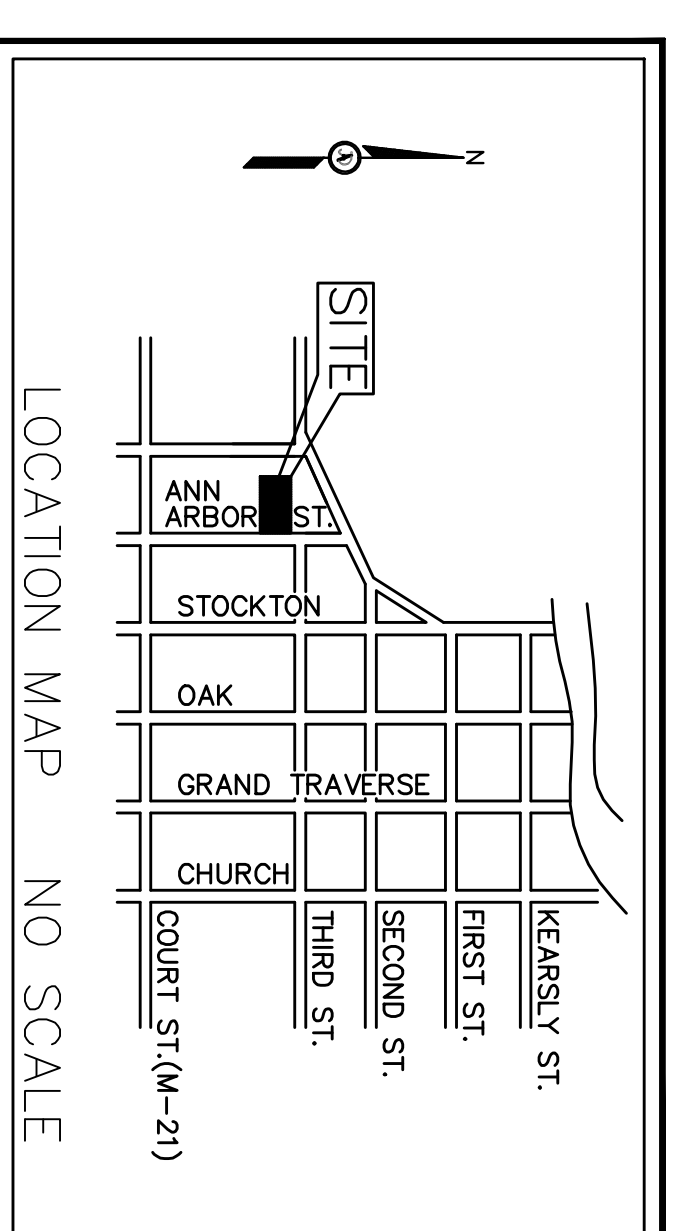 N
SITE
ANN
ARBOR ST.
STOCKTON
OAK
GRAND TRAVERSE
CHURCH
KEARSLY ST.
FIRST ST.
SECOND ST.
THIRD ST.
COURT ST.(M-21)
LOCATION MAP NO SCALE